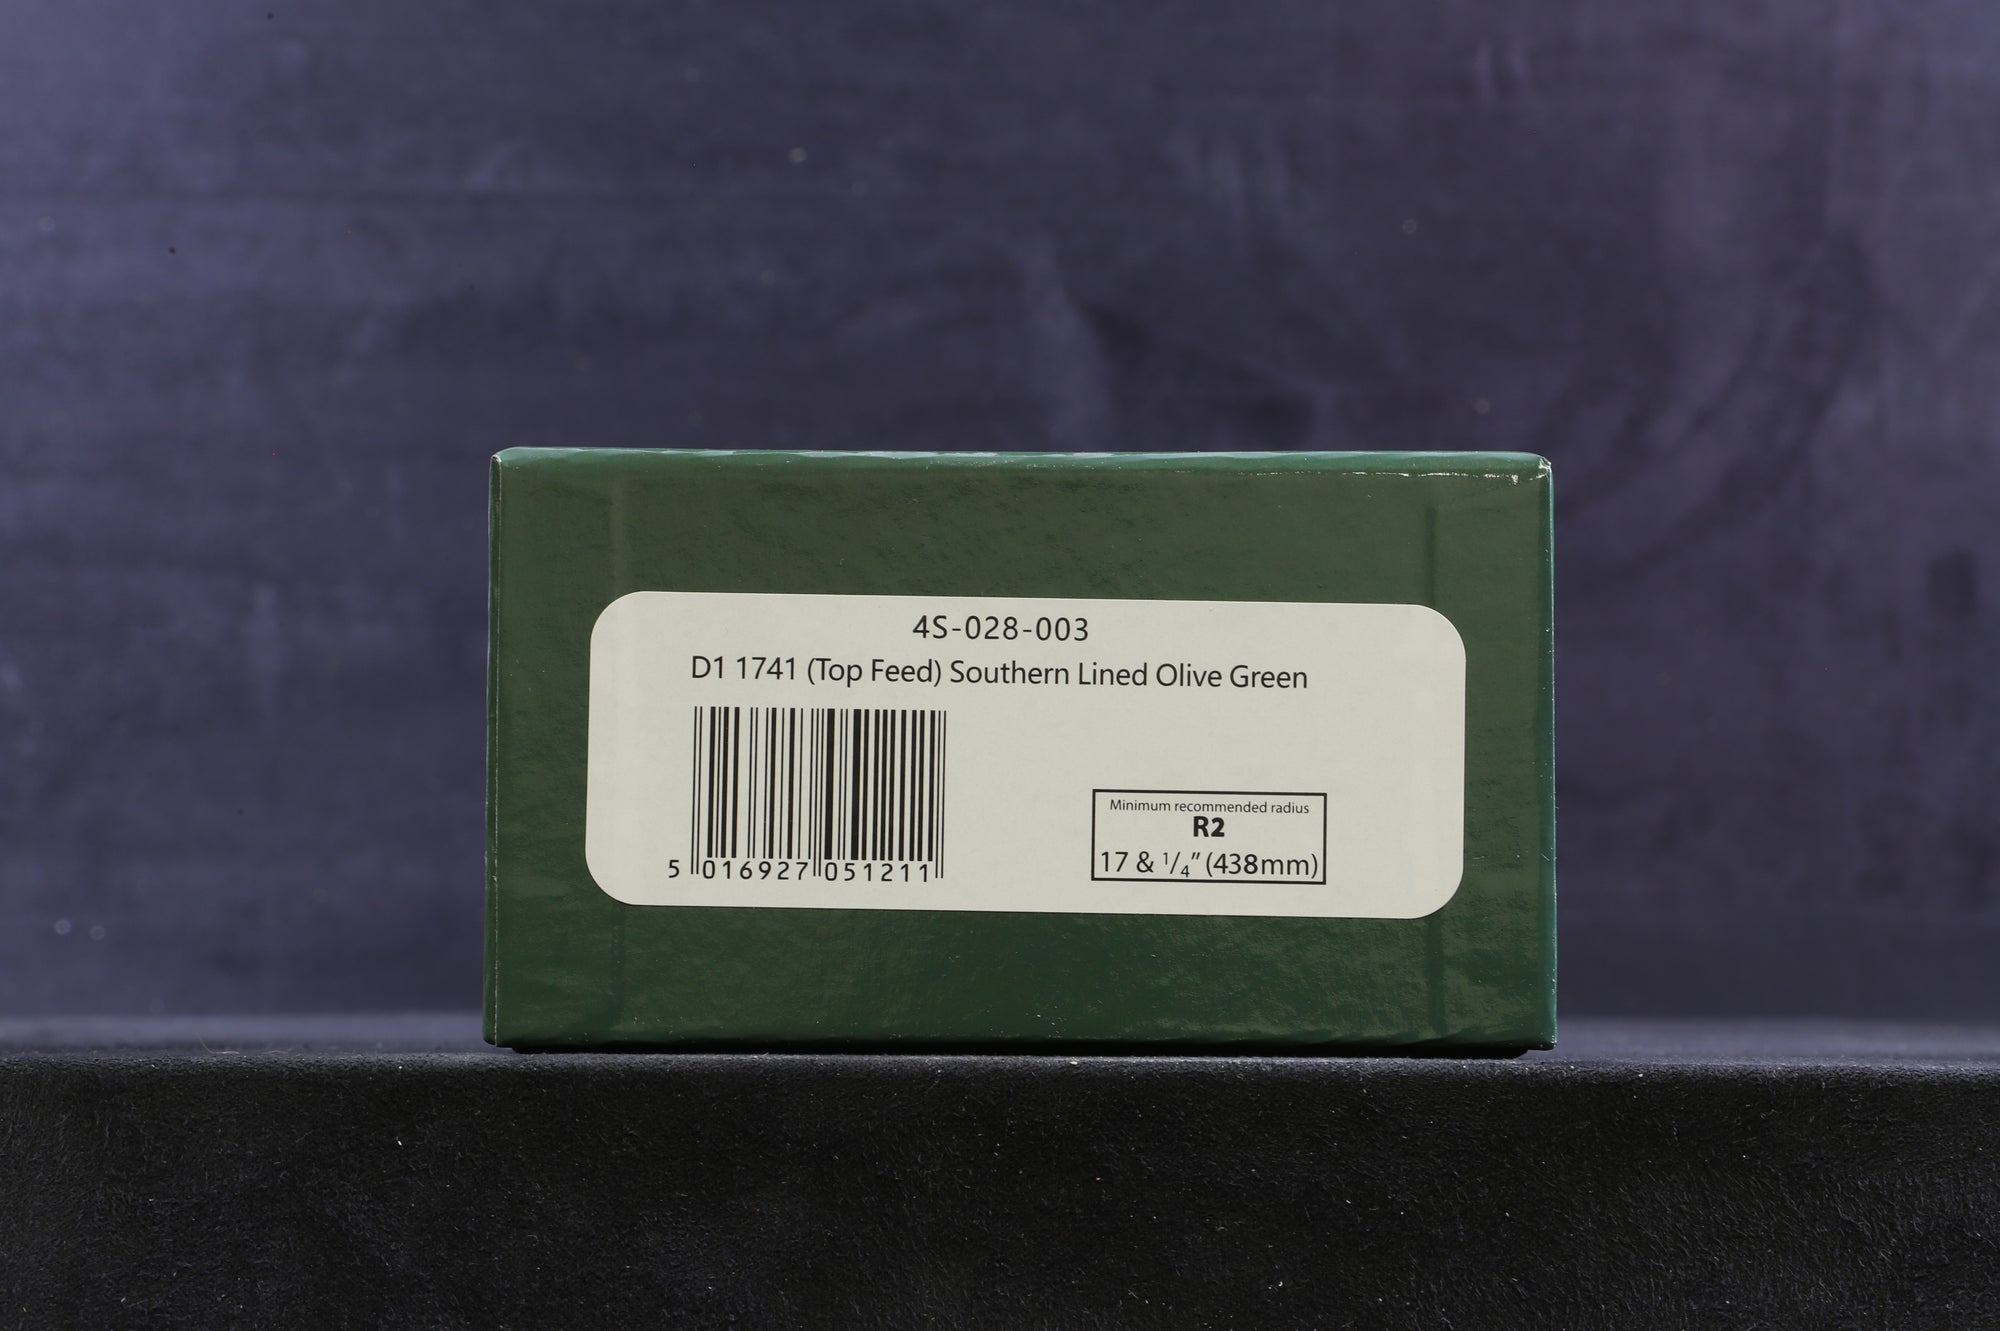 4S-028-003
D1 1741 (Top Feed) Southern Lined Olive Green
5 016927 051211
Minimum recommended radius
R2
17 & 1/4" (438mm)